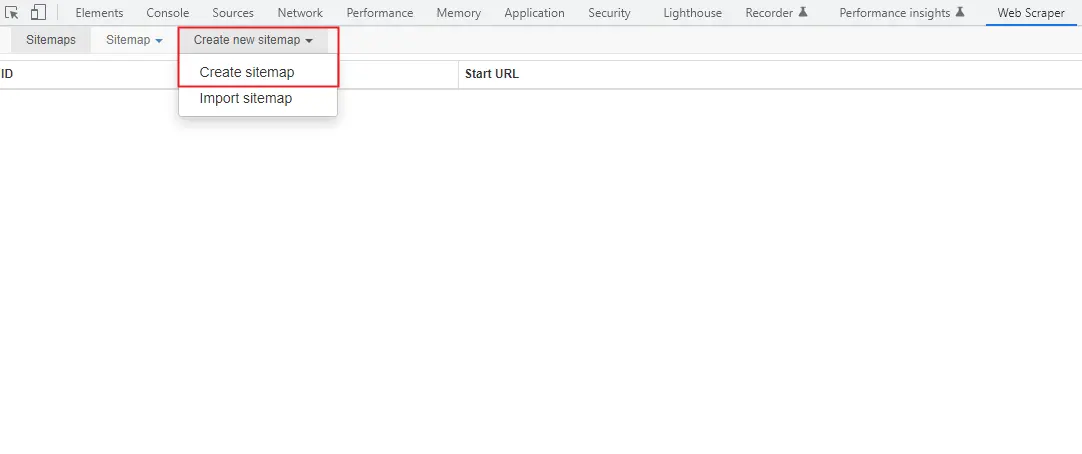 Elements Console Sources Network Performance Memory Application Security Lighthouse Recorder Performance insights Web Scraper
Sitemaps Sitemap Create new sitemap
Create sitemap
Import sitemap
ID Start URL